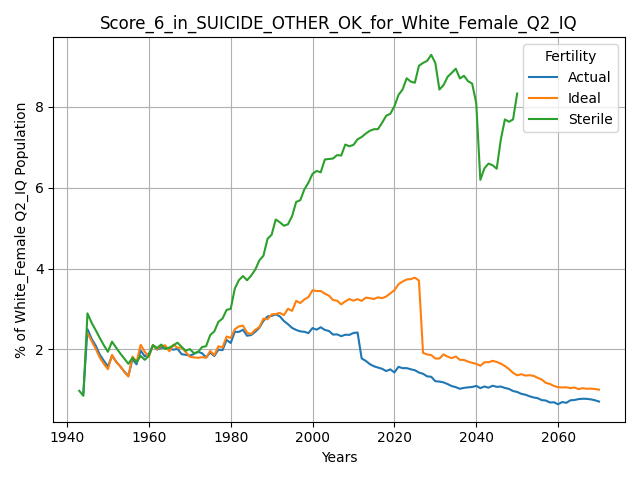 Score_6_in_SUICIDE_OTHER_OK_for_White_Female_Q2_IQ
% of White_Female Q2_IQ Population
8
6
4
2
Fertility
Actual
Ideal
Sterile
1940
1960
1980
2000
2020
2040
2060
Years